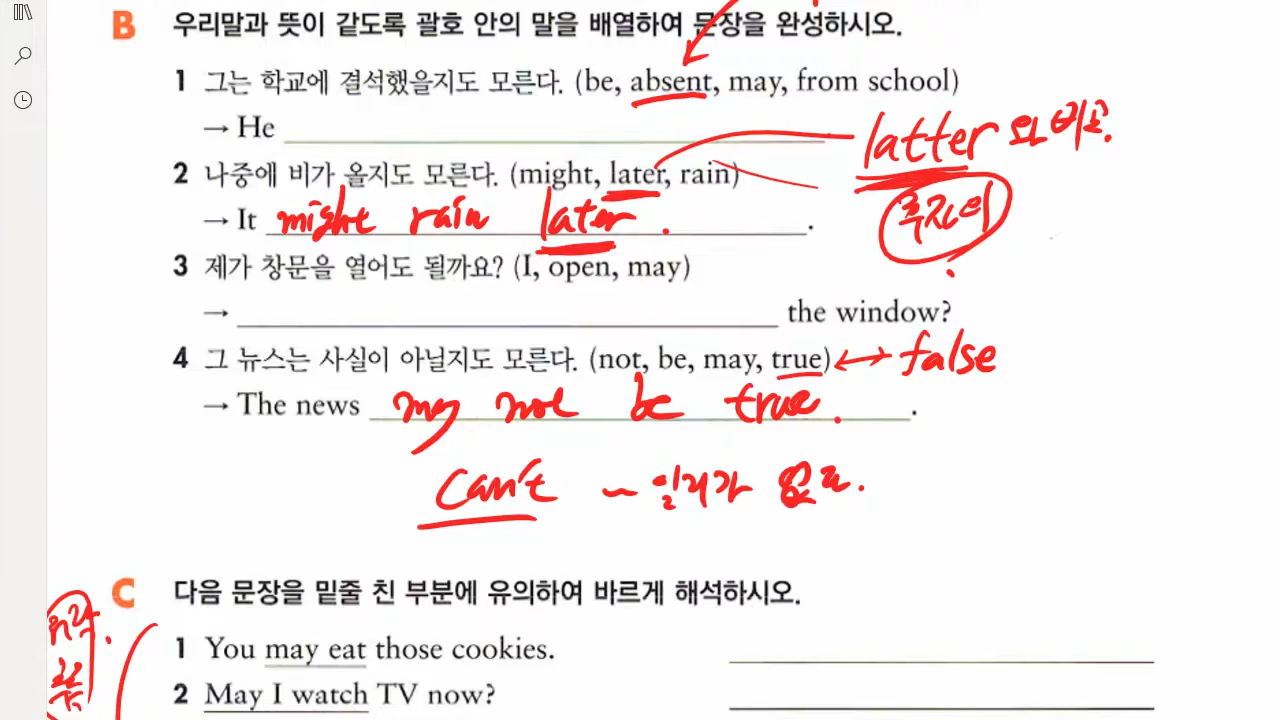 B 우리말과 뜻이 같도록 괄호 안의 말을 배열하여 문장을 완성하시오.
1 그는 학교에 결석했을지도 모른다. (be, absent, may, from school)
→ He
latter와 비교.
2 나중에 비가 올지도 모른다. (might, later, rain)
후자의
→ It might rain later. .
3 제가 창문을 열어도 될까요? (I, open, may)
→ the window?
4 그 뉴스는 사실이 아닐지도 모른다. (not, be, may, true) ↔ false
→ The news may not be true. .
can't ~일리가 없다.
C 다음 문장을 밑줄 친 부분에 유의하여 바르게 해석하시오.
1 You may eat those cookies.
2 May I watch TV now?